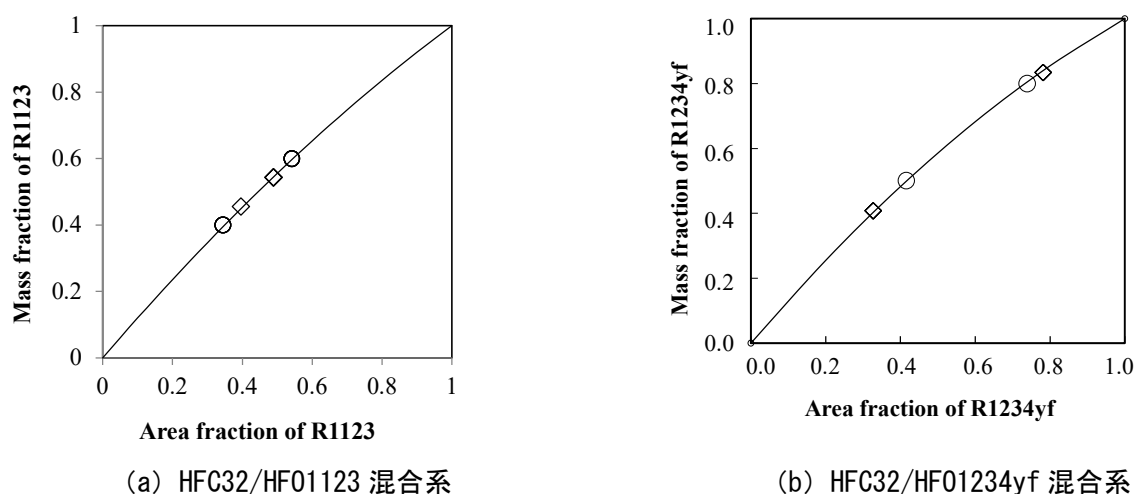 1
0.8
0.6
0.4
0.2
0
0 0.2 0.4 0.6 0.8 1
Mass fraction of R1123
Area fraction of R1123
(a) HFC32/HFO1123 混合系
1.0
0.8
0.6
0.4
0.2
0.0
0.0 0.2 0.4 0.6 0.8 1.0
Mass fraction of R1234yf
Area fraction of R1234yf
(b) HFC32/HFO1234yf 混合系